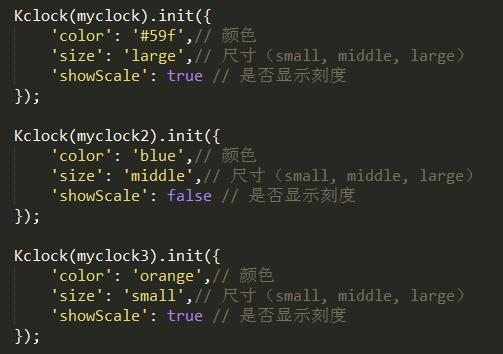 Kclock(myclock).init({
'color': '#59f',// 颜色
'size': 'large',// 尺寸（small, middle, large）
'showScale': true // 是否显示刻度
});
Kclock(myclock2).init({
'color': 'blue',// 颜色
'size': 'middle',// 尺寸（small, middle, large）
'showScale': false // 是否显示刻度
});
Kclock(myclock3).init({
'color': 'orange',// 颜色
'size': 'small',// 尺寸（small, middle, large）
'showScale': true // 是否显示刻度
});